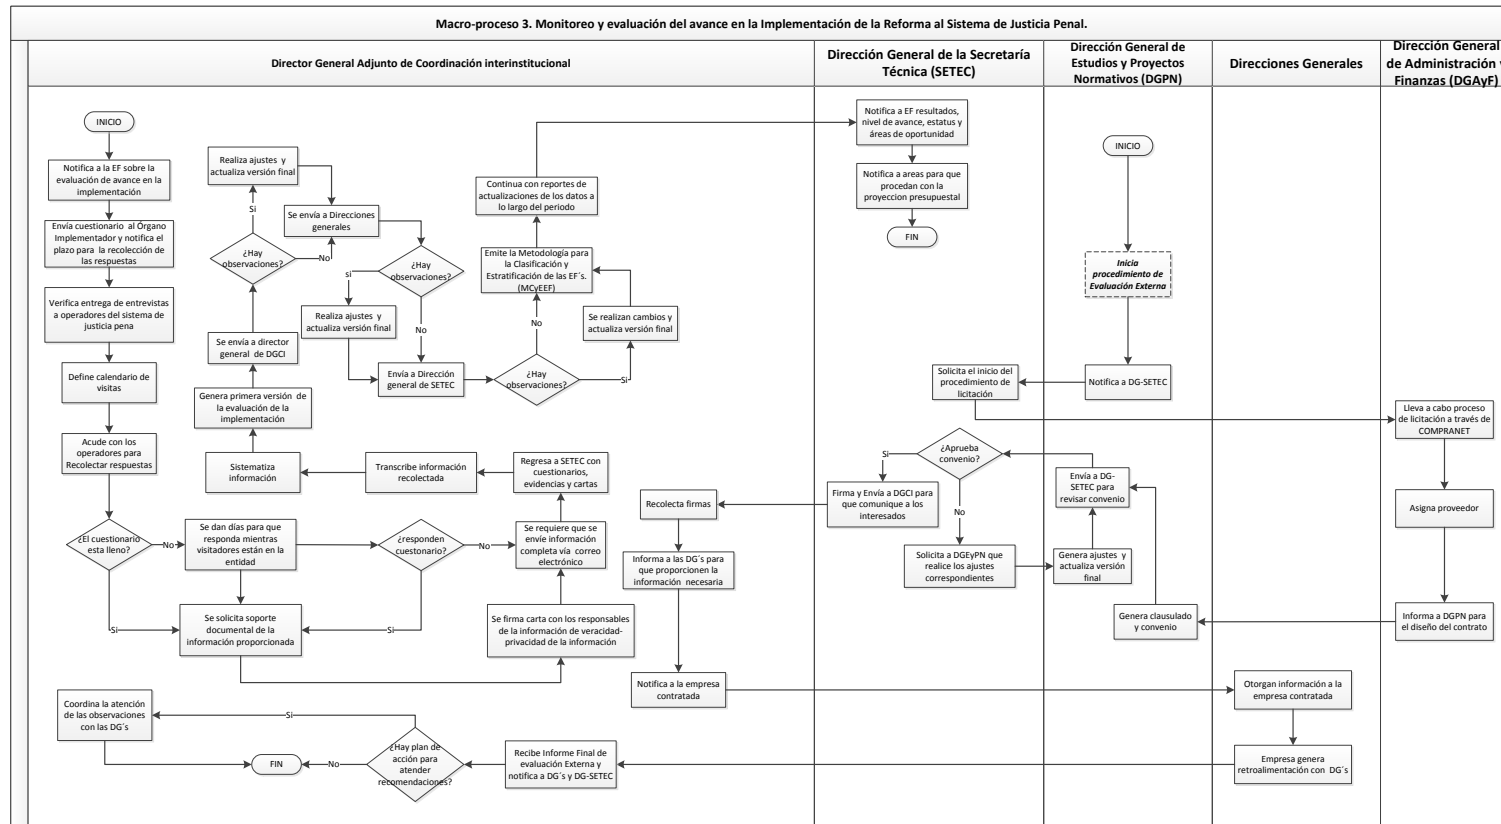 Macro-proceso 3. Monitoreo y evaluación del avance en la Implementación de la Reforma al Sistema de Justicia Penal.
Director General Adjunto de Coordinación interinstitucional
Dirección General de la Secretaría
Técnica (SETEC)
Dirección General de
Estudios y Proyectos
Normativos (DGPN)
Direcciones Generales
Dirección General
de Administración y
Finanzas (DGAyF)
INICIO
Notifica a la EF sobre la
evaluación de avance en la
implementación
Envía cuestionario al Órgano
Implementador y notifica el
plazo para la recolección de
las respuestas
Verifica entrega de entrevistas
a operadores del sistema de
justicia pena
Define calendario de
visitas
Acude con los
operadores para
Recolectar respuestas
¿El cuestionario
esta lleno?
No
Si
Se dan días para que
responda mientras
visitadores están en la
entidad
Se solicita soporte
documental de la
información proporcionada
¿responden
cuestionario?
No
Si
Se requiere que se
envíe información
completa vía correo
electrónico
Se firma carta con los responsables
de la información de veracidad-
privacidad de la información
Regresa a SETEC con
cuestionarios,
evidencias y cartas
Transcribe información
recolectada
Sistematiza
información
Genera primera versión de
la evaluación de la
implementación
Se envía a director
general de DGCI
¿Hay
observaciones?
Si
No
Realiza ajustes y
actualiza versión final
Se envía a Direcciones
generales
¿Hay
observaciones?
si
No
Realiza ajustes y
actualiza versión final
Envía a Dirección
general de SETEC
¿Hay
observaciones?
No
Si
Se realizan cambios y
actualiza versión final
Emite la Metodología para
la Clasificación y
Estratificación de las EF´s.
(MCyEEF)
Continua con reportes de
actualizaciones de los datos a
lo largo del periodo
Notifica a EF resultados,
nivel de avance, estatus y
áreas de oportunidad
Notifica a areas para que
procedan con la
proyeccion presupuestal
FIN
INICIO
Inicia
procedimiento de
Evaluación Externa
Notifica a DG-SETEC
Solicita el inicio del
procedimiento de
licitación
Lleva a cabo proceso
de licitación a través de
COMPRANET
Asigna proveedor
Informa a DGPN para
el diseño del contrato
Genera clausulado
y convenio
Envía a DG-
SETEC para
revisar convenio
¿Aprueba
convenio?
Si
No
Firma y Envía a DGCI para
que comunique a los
interesados
Solicita a DGEyPN que
realice los ajustes
correspondientes
Genera ajustes y
actualiza versión
final
Recolecta firmas
Informa a las DG´s para
que proporcionen la
información necesaria
Notifica a la empresa
contratada
Otorgan información a la
empresa contratada
Empresa genera
retroalimentación con DG´s
Recibe Informe Final de
evaluación Externa y
notifica a DG´s y DG-SETEC
¿Hay plan de
acción para
atender
recomendaciones?
Si
No
Coordina la atención
de las observaciones
con las DG´s
FIN